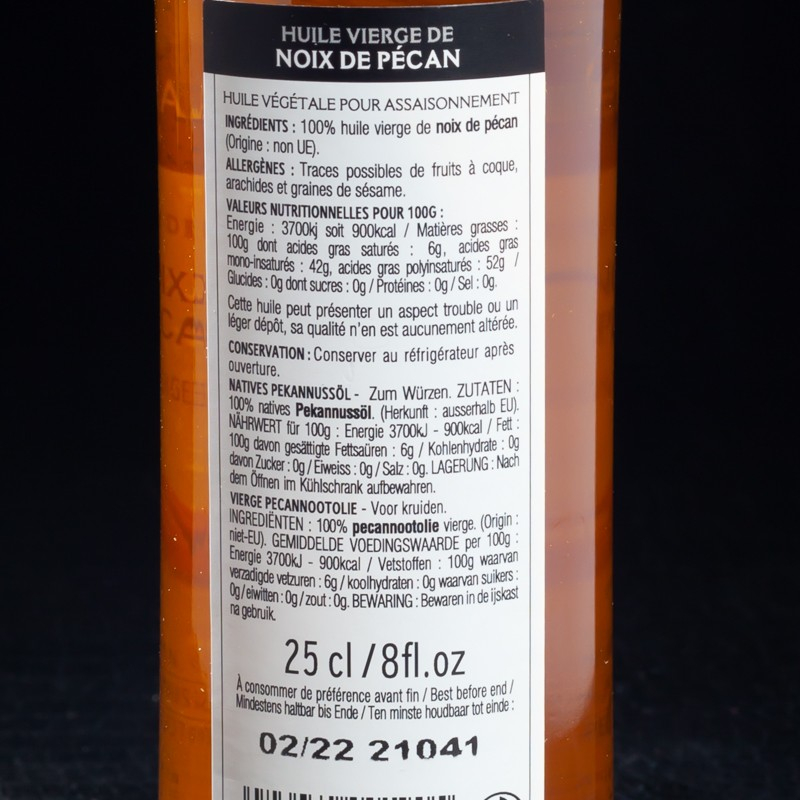 HUILE VIERGE DE
NOIX DE PÉCAN
HUILE VÉGÉTALE POUR ASSAISONNEMENT
INGRÉDIENTS : 100% huile vierge de noix de pécan
(Origine : non UE).
ALLERGÈNES : Traces possibles de fruits à coque,
arachides et graines de sésame.
VALEURS NUTRITIONNELLES POUR 100G :
Energie : 3700kj soit 900kcal / Matières grasses :
100g dont acides gras saturés : 6g, acides gras
mono-insaturés : 42g, acides gras polyinsaturés : 52g /
Glucides : 0g dont sucres : 0g / Protéines : 0g / Sel : 0g.
Cette huile peut présenter un aspect trouble ou un
léger dépôt, sa qualité n'en est aucunement altérée.
CONSERVATION : Conserver au réfrigérateur après
ouverture.
NATIVES PEKANNUSSÖL - Zum Würzen. ZUTATEN :
100% natives Pekannussöl. (Herkunft : ausserhalb EU).
NÄHRWERT für 100g : Energie 3700kJ - 900kcal / Fett :
100g davon gesättigte Fettsaüren : 6g / Kohlenhydrate : 0g
davon Zucker : 0g / Eiweiss : 0g / Salz : 0g. LAGERUNG : Nach
dem Öffnen im Kühlschrank aufbewahren.
VIERGE PECANNOOTOLIE - Voor kruiden.
INGREDIËNTEN : 100% pecannootolie vierge. (Origin :
niet-EU). GEMIDDELDE VOEDINGSWAARDE per 100g :
Energie 3700kJ - 900kcal / Vetstoffen : 100g waarvan
verzadigde vetzuren : 6g / koolhydraten : 0g waarvan suikers :
0g / eiwitten : 0g / zout : 0g. BEWARING : Bewaren in de ijskast
na gebruik.
25 cl / 8fl.oz
À consommer de préférence avant fin / Best before end /
Mindestens haltbar bis Ende / Ten minste houdbaar tot einde :
02/22 21041